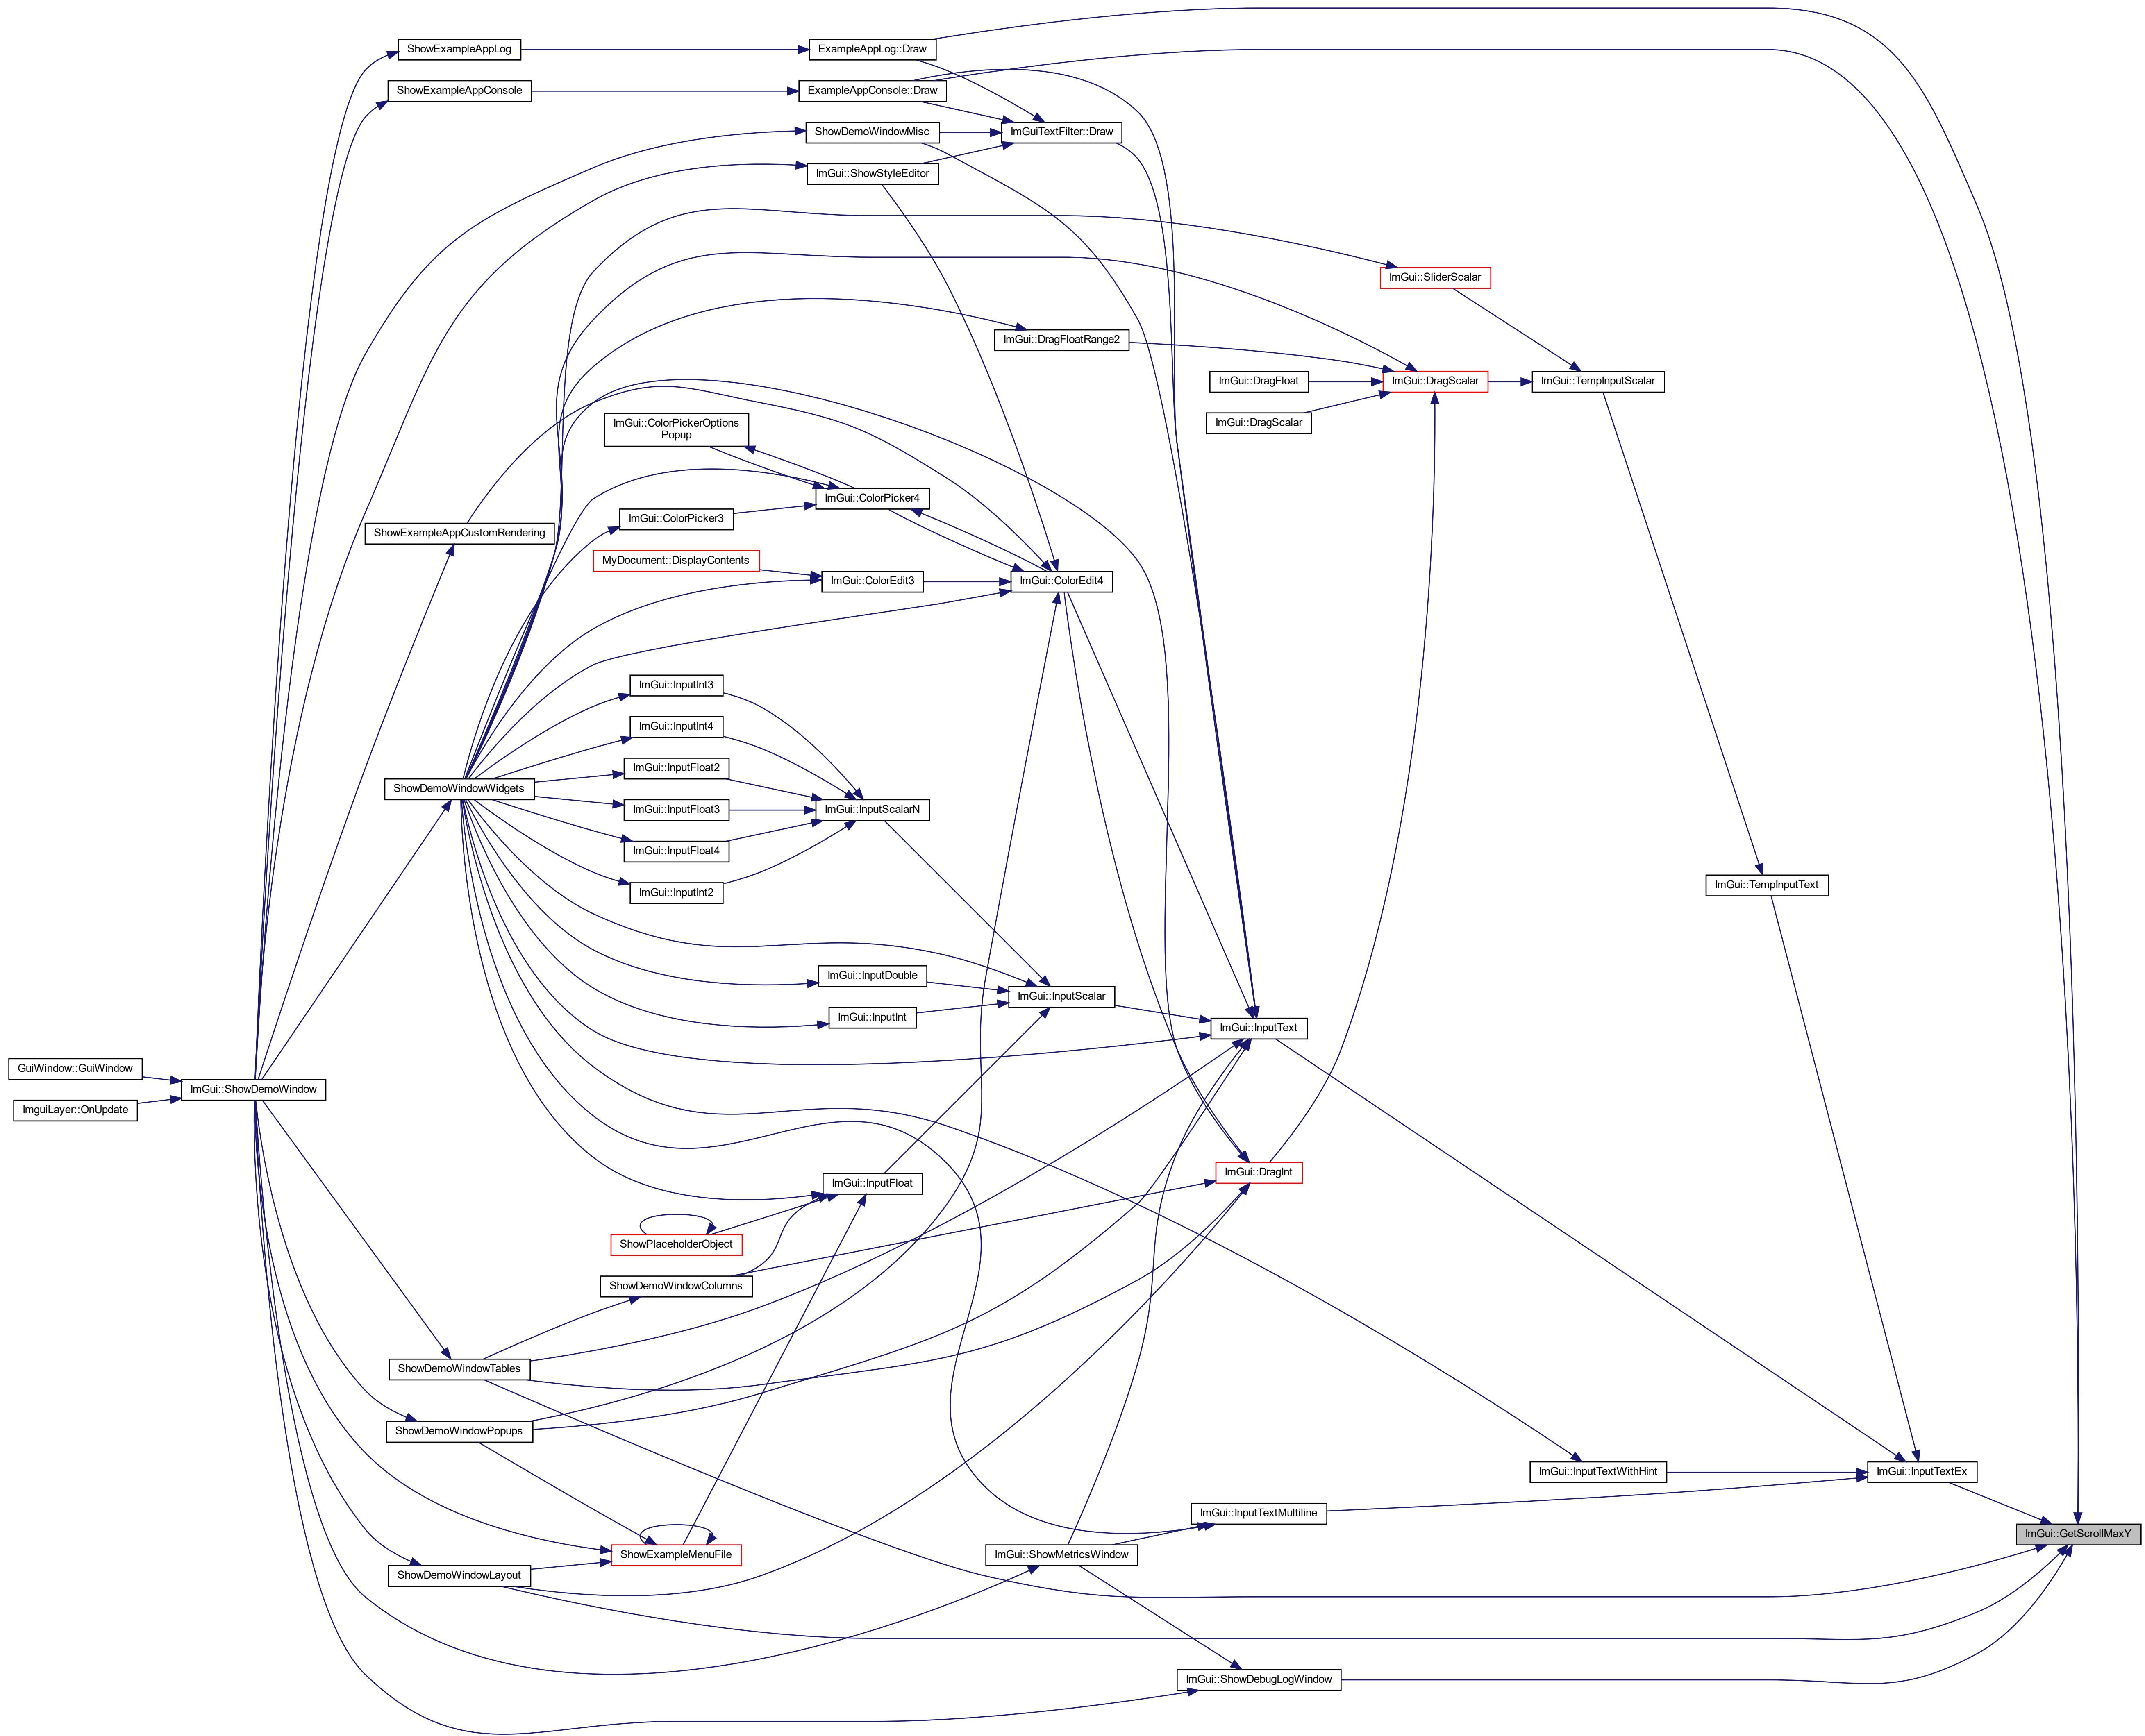 ShowExampleAppLog
ExampleAppLog::Draw
ShowExampleAppConsole
ExampleAppConsole::Draw
ShowDemoWindowMisc
ImGuiTextFilter::Draw
ImGui::ShowStyleEditor
ImGui::SliderScalar
ImGui::DragFloatRange2
ImGui::DragFloat
ImGui::DragScalar
ImGui::TempInputScalar
ImGui::DragScalar
ImGui::ColorPickerOptions
Popup
ImGui::ColorPicker4
ImGui::ColorPicker3
ShowExampleAppCustomRendering
MyDocument::DisplayContents
ImGui::ColorEdit3
ImGui::ColorEdit4
ImGui::InputInt3
ImGui::InputInt4
ImGui::InputFloat2
ShowDemoWindowWidgets
ImGui::InputFloat3
ImGui::InputScalarN
ImGui::InputFloat4
ImGui::InputInt2
ImGui::TempInputText
ImGui::InputDouble
ImGui::InputScalar
ImGui::InputInt
ImGui::InputText
GuiWindow::GuiWindow
ImGui::ShowDemoWindow
ImguiLayer::OnUpdate
ImGui::DragInt
ImGui::InputFloat
ShowPlaceholderObject
ShowDemoWindowColumns
ShowDemoWindowTables
ShowDemoWindowPopups
ImGui::InputTextWithHint
ImGui::InputTextEx
ImGui::InputTextMultiline
ImGui::GetScrollMaxY
ShowExampleMenuFile
ImGui::ShowMetricsWindow
ShowDemoWindowLayout
ImGui::ShowDebugLogWindow